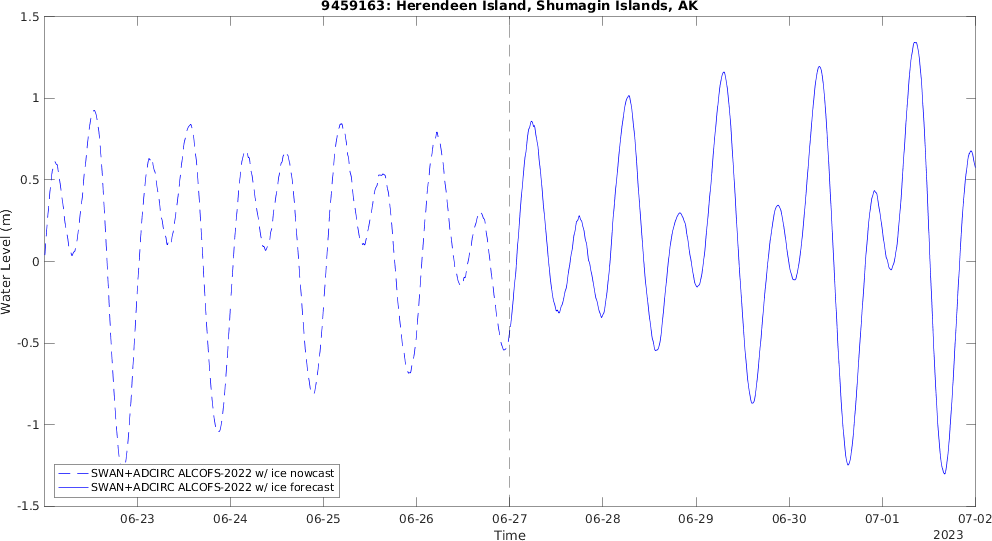 9459163: Herendeen Island, Shumagin Islands, AK
1.5
1
0.5
0
-0.5
-1
-1.5
Water Level (m)
SWAN+ADCIRC ALCOFS-2022 w/ ice nowcast
SWAN+ADCIRC ALCOFS-2022 w/ ice forecast
06-23 06-24 06-25 06-26 06-27 06-28 06-29 06-30 07-01 07-02
Time
2023